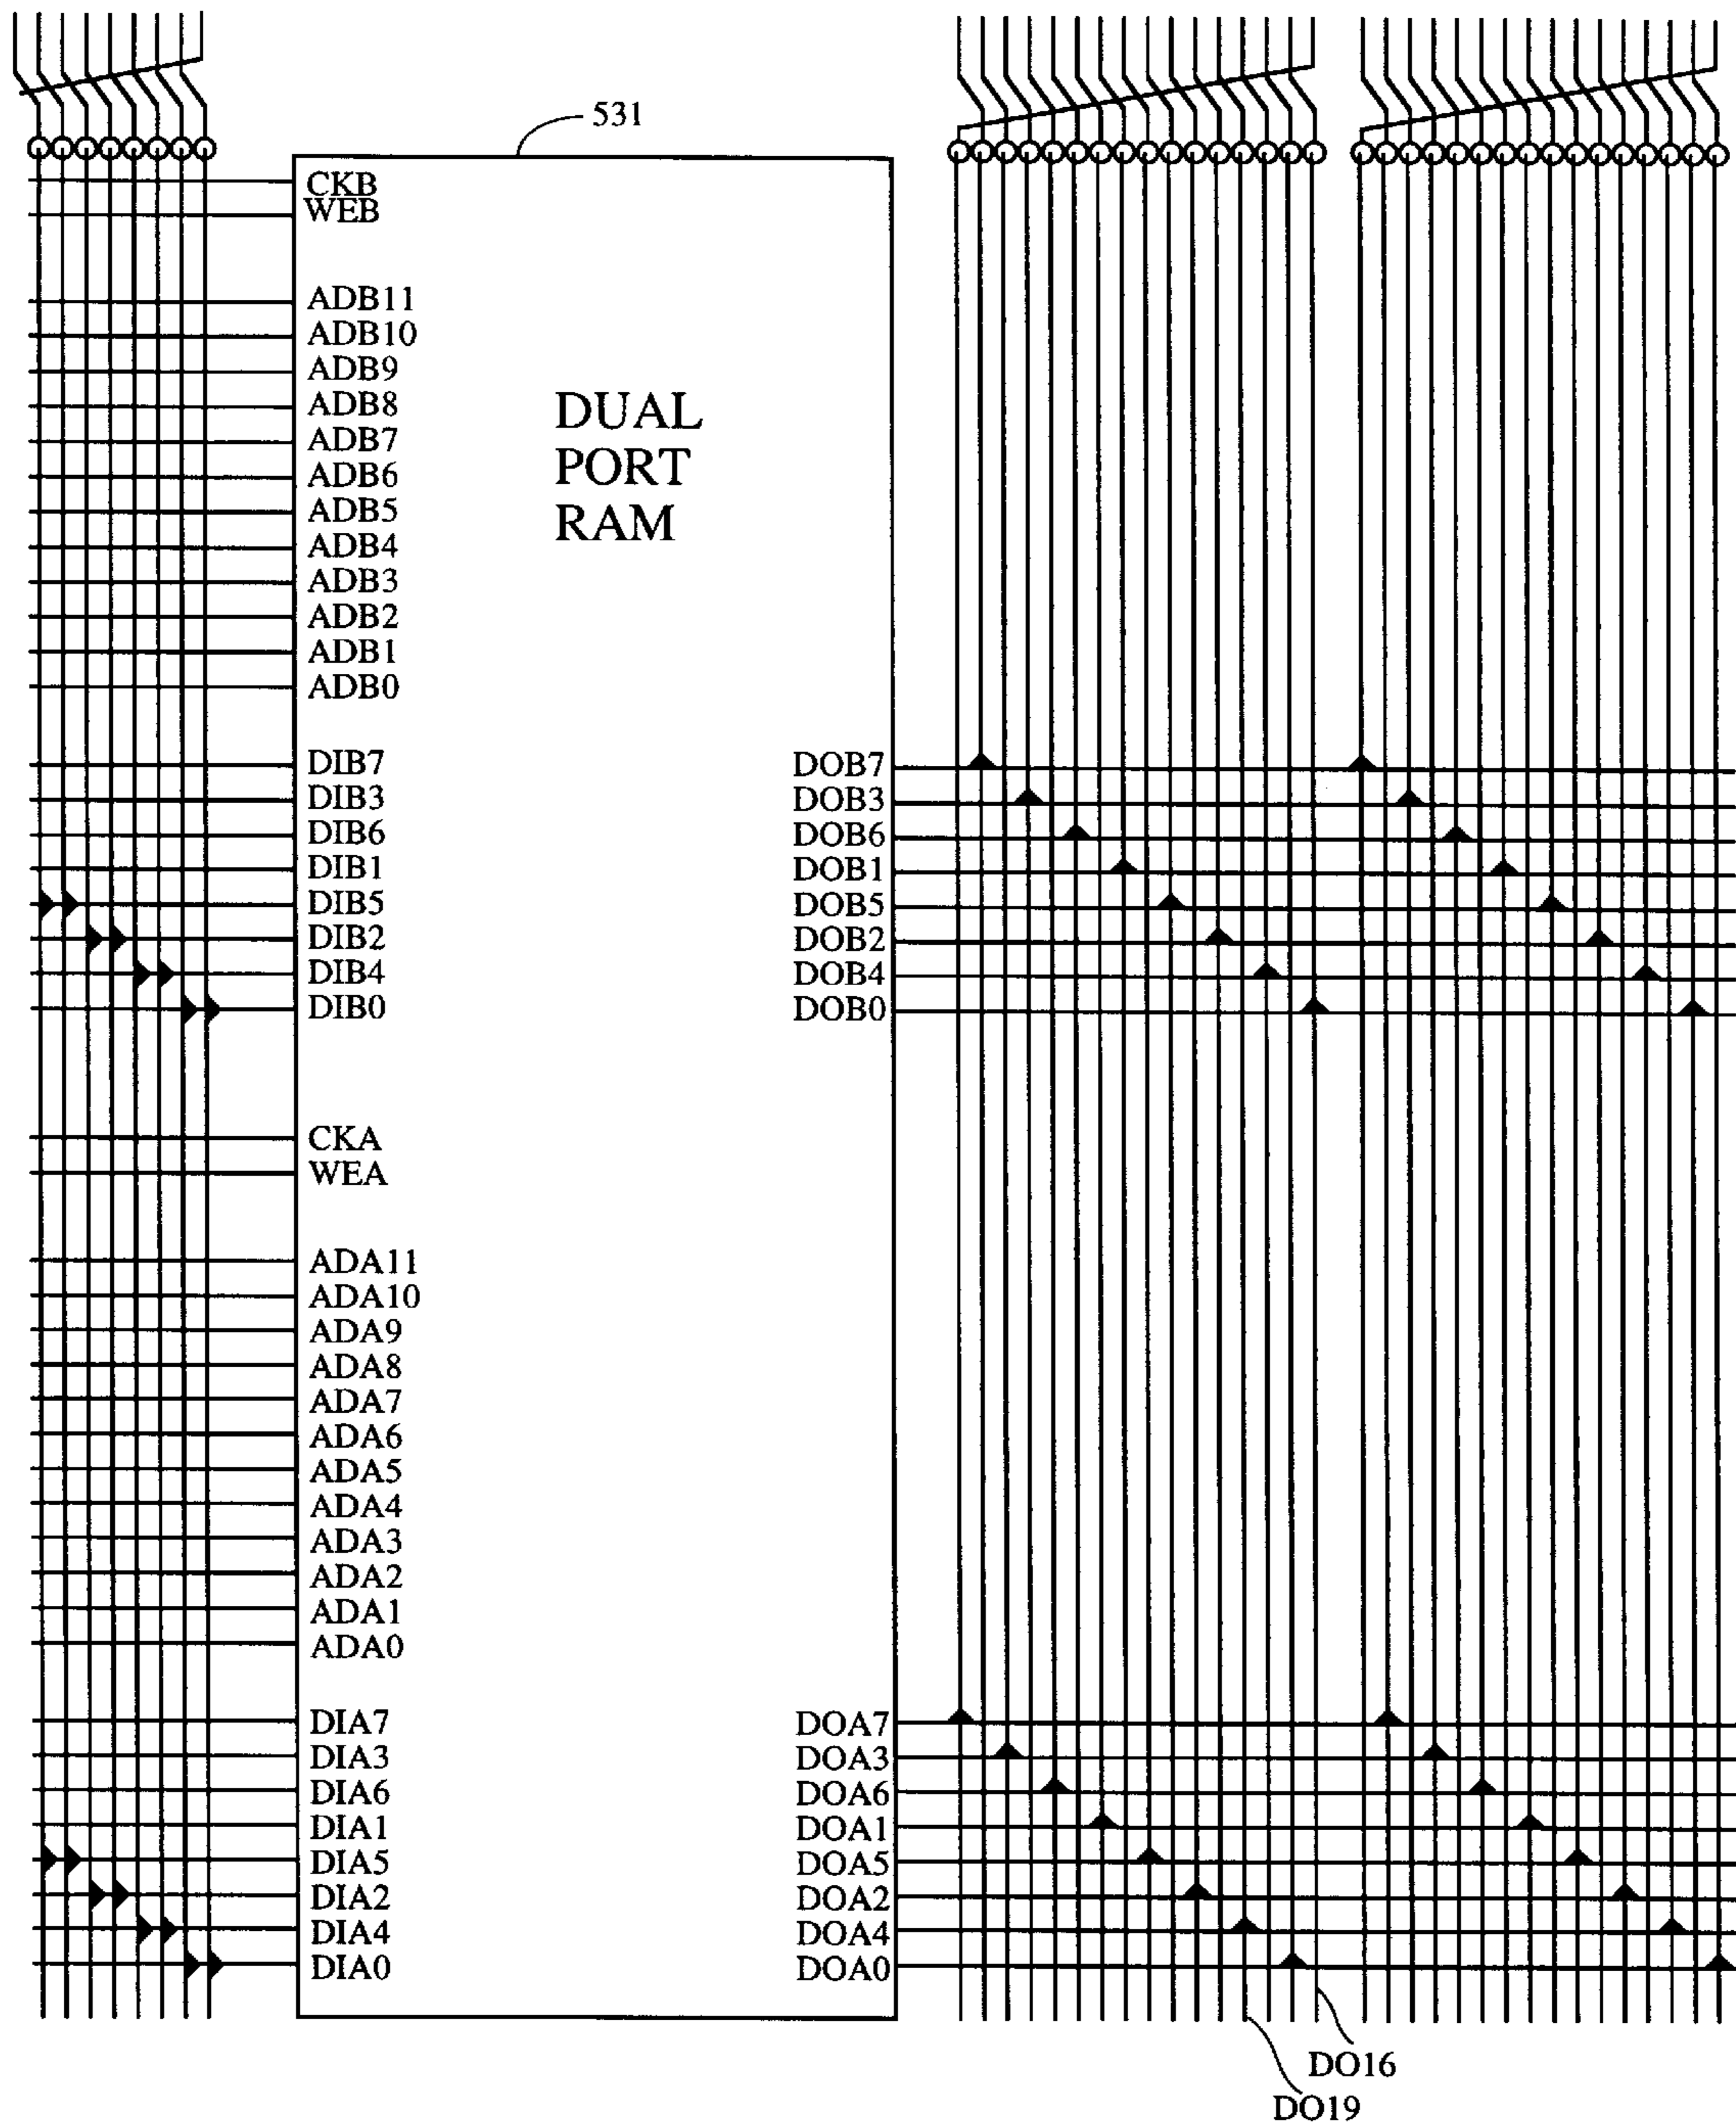 531
CKB
WEB
ADB11
ADB10
ADB9
ADB8
ADB7
ADB6
ADB5
ADB4
ADB3
ADB2
ADB1
ADB0
DUAL
PORT
RAM
DIB7 DOB7
DIB3 DOB3
DIB6 DOB6
DIB1 DOB1
DIB5 DOB5
DIB2 DOB2
DIB4 DOB4
DIB0 DOB0
CKA
WEA
ADA11
ADA10
ADA9
ADA8
ADA7
ADA6
ADA5
ADA4
ADA3
ADA2
ADA1
ADA0
DIA7 DOA7
DIA3 DOA3
DIA6 DOA6
DIA1 DOA1
DIA5 DOA5
DIA2 DOA2
DIA4 DOA4
DIA0 DOA0
DO16
DO19